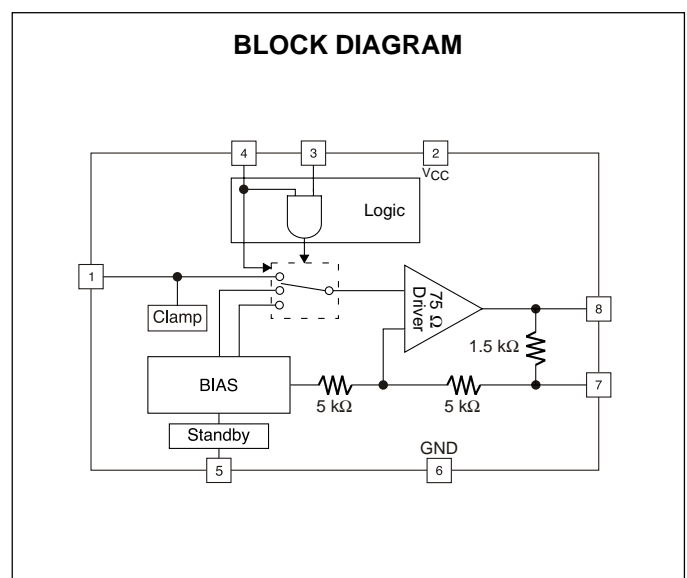 BLOCK DIAGRAM
4
3
2
VCC
Logic
1
Clamp
75 Ω
Driver
8
1.5 kΩ
BIAS
5 kΩ
5 kΩ
7
Standby
GND
5
6